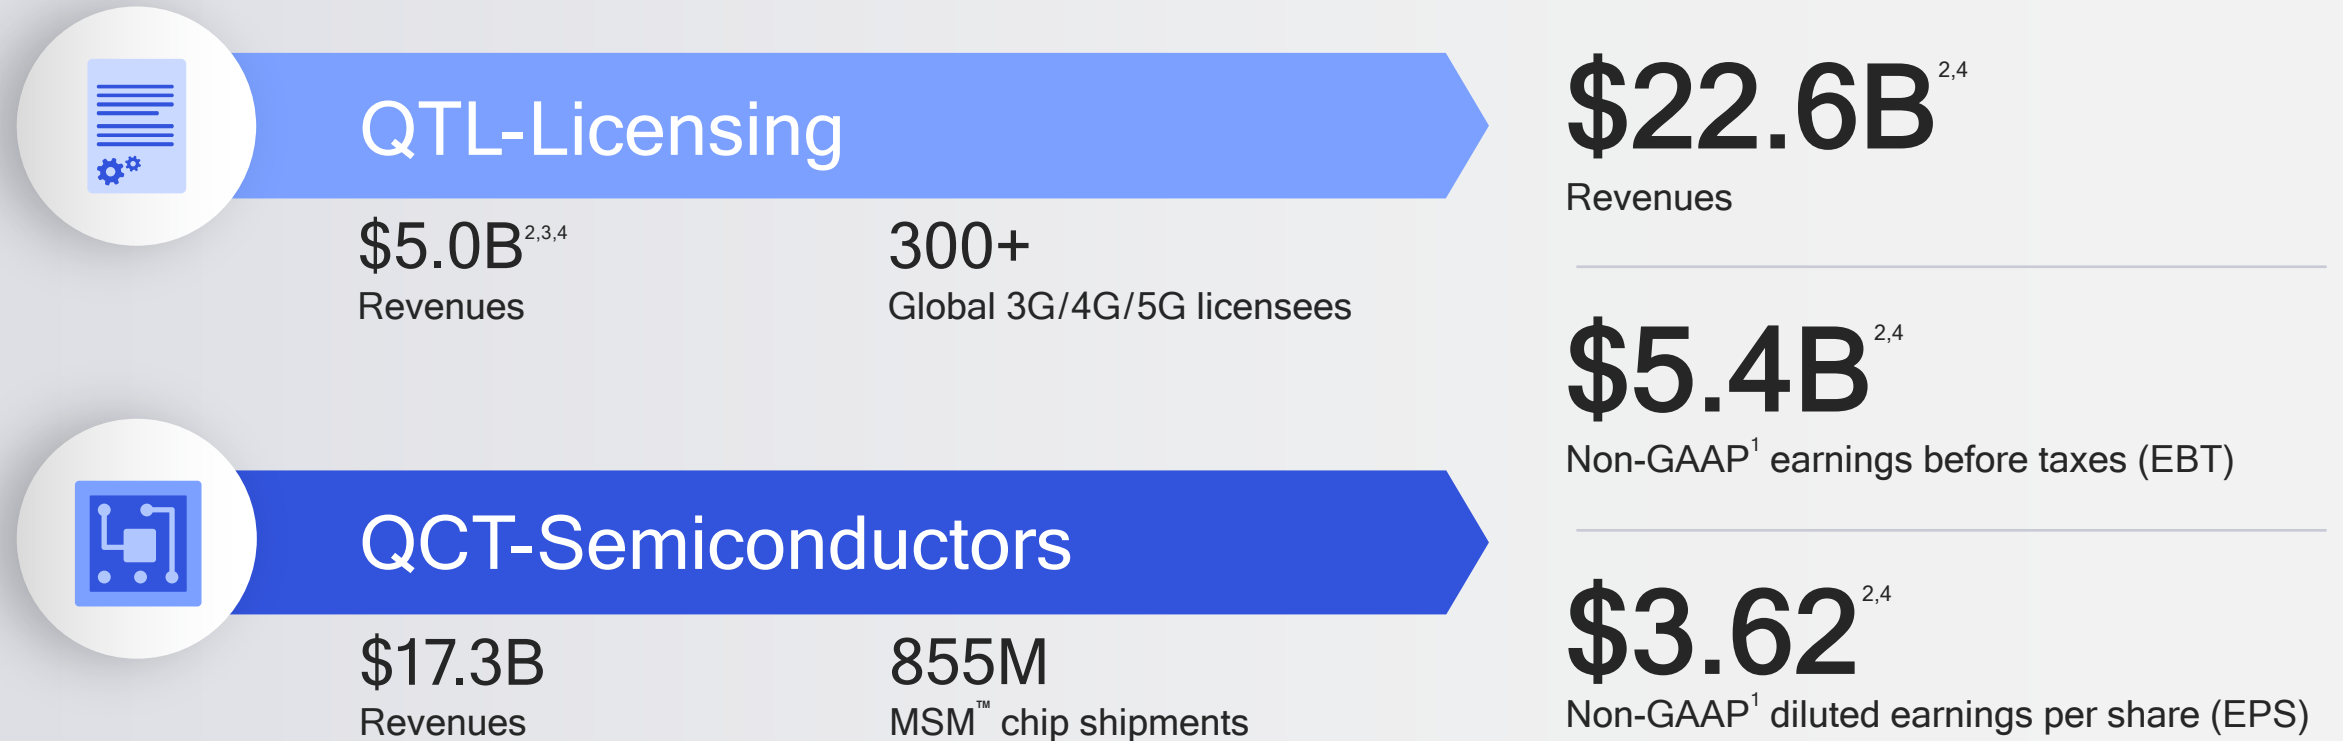 QTL-Licensing
$5.0B2,3,4
Revenues
300+
Global 3G/4G/5G licensees
QCT-Semiconductors
$17.3B
Revenues
855M
MSM™ chip shipments
$22.6B2,4
Revenues
$5.4B2,4
Non-GAAP1 earnings before taxes (EBT)
$3.622,4
Non-GAAP1 diluted earnings per share (EPS)